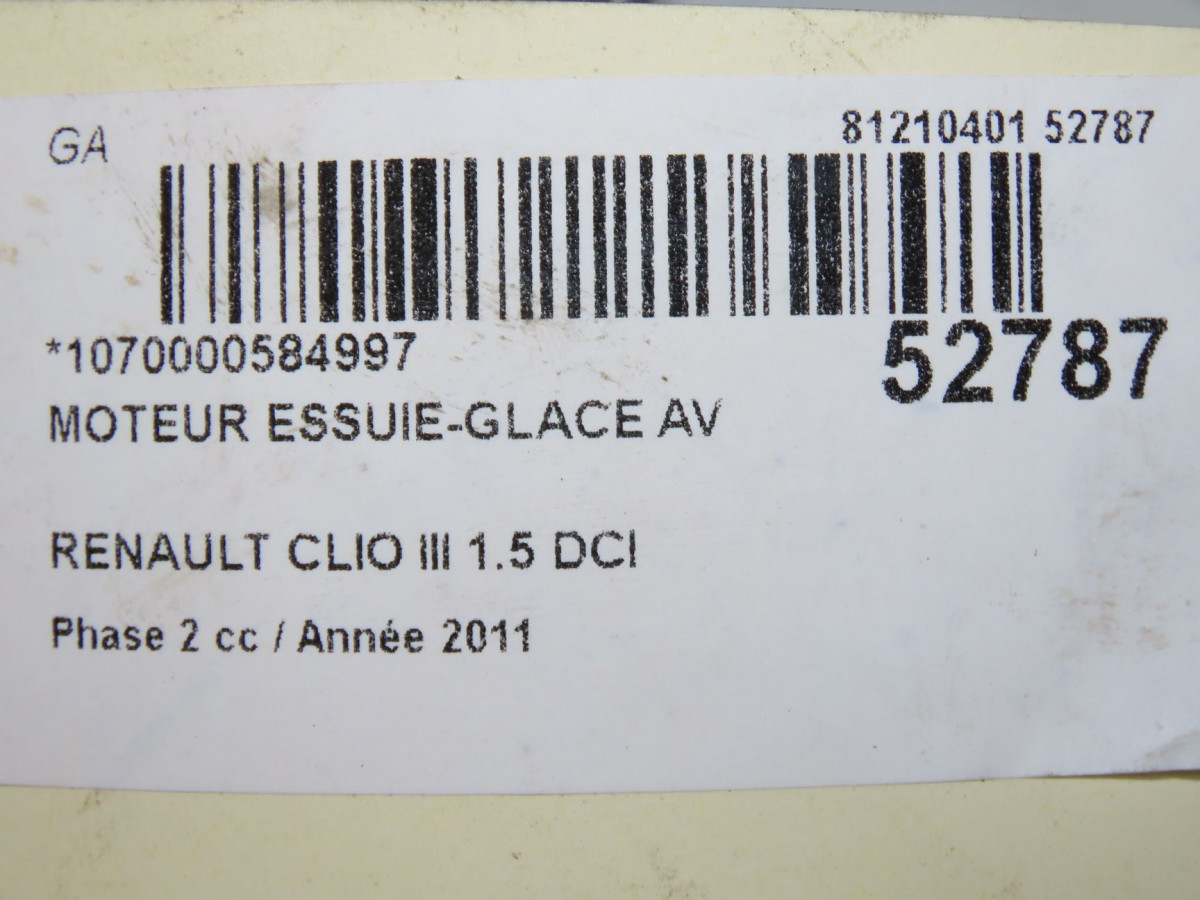 GA
81210401 52787
*1070000584997
52787
MOTEUR ESSUIE-GLACE AV
RENAULT CLIO III 1.5 DCI
Phase 2 cc / Année 2011